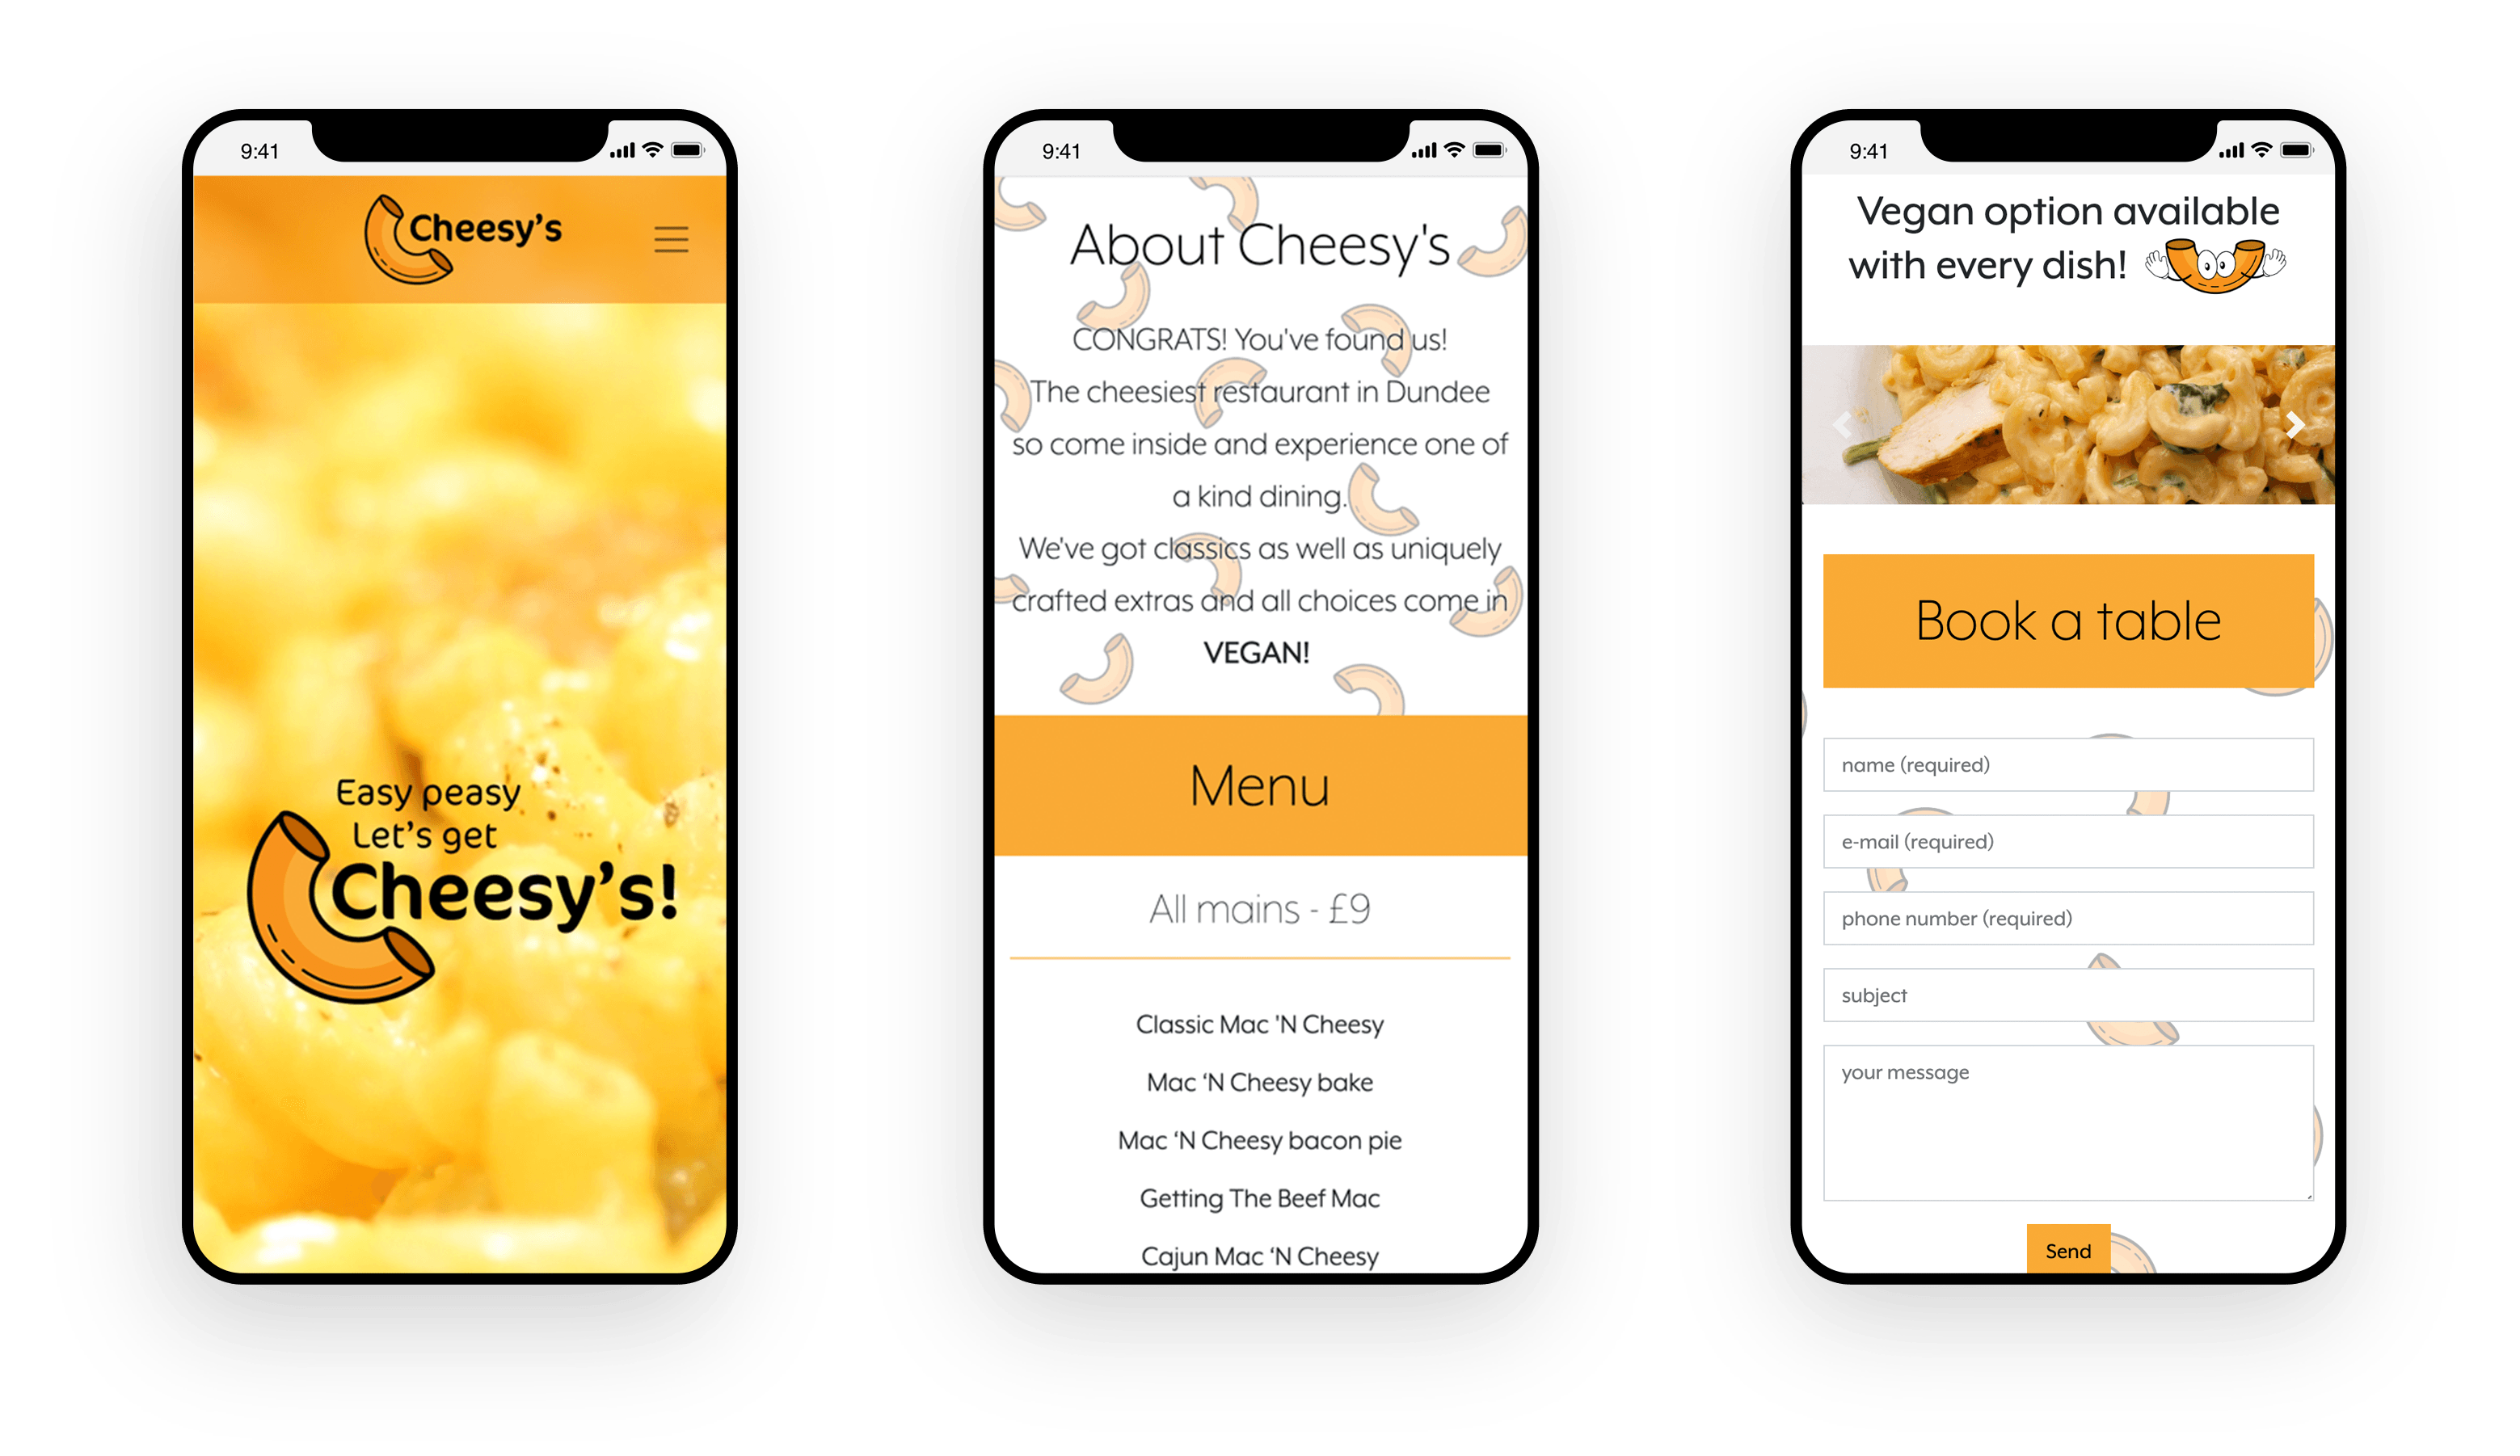 9:41
Cheesy’s
Easy peasy
Let’s get
Cheesy’s!
9:41
About Cheesy's
CONGRATS! You've found us!
The cheesiest restaurant in Dundee
so come inside and experience one of
a kind dining.
We've got classics as well as uniquely
crafted extras and all choices come in
VEGAN!
Menu
All mains - £9
Classic Mac 'N Cheesy
Mac ‘N Cheesy bake
Mac ‘N Cheesy bacon pie
Getting The Beef Mac
Cajun Mac ‘N Cheesy
9:41
Vegan option available
with every dish!
Book a table
name (required)
e-mail (required)
phone number (required)
subject
your message
Send